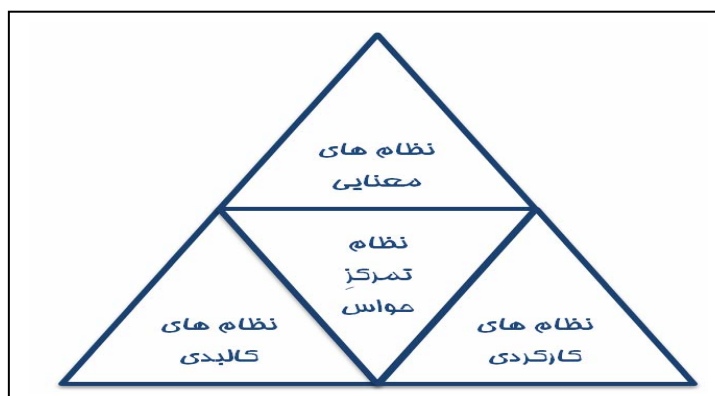 نظام های
معنایی
نظام
تمرکزِ
حواس
نظام های
کالبدی
نظام های
کارکردی